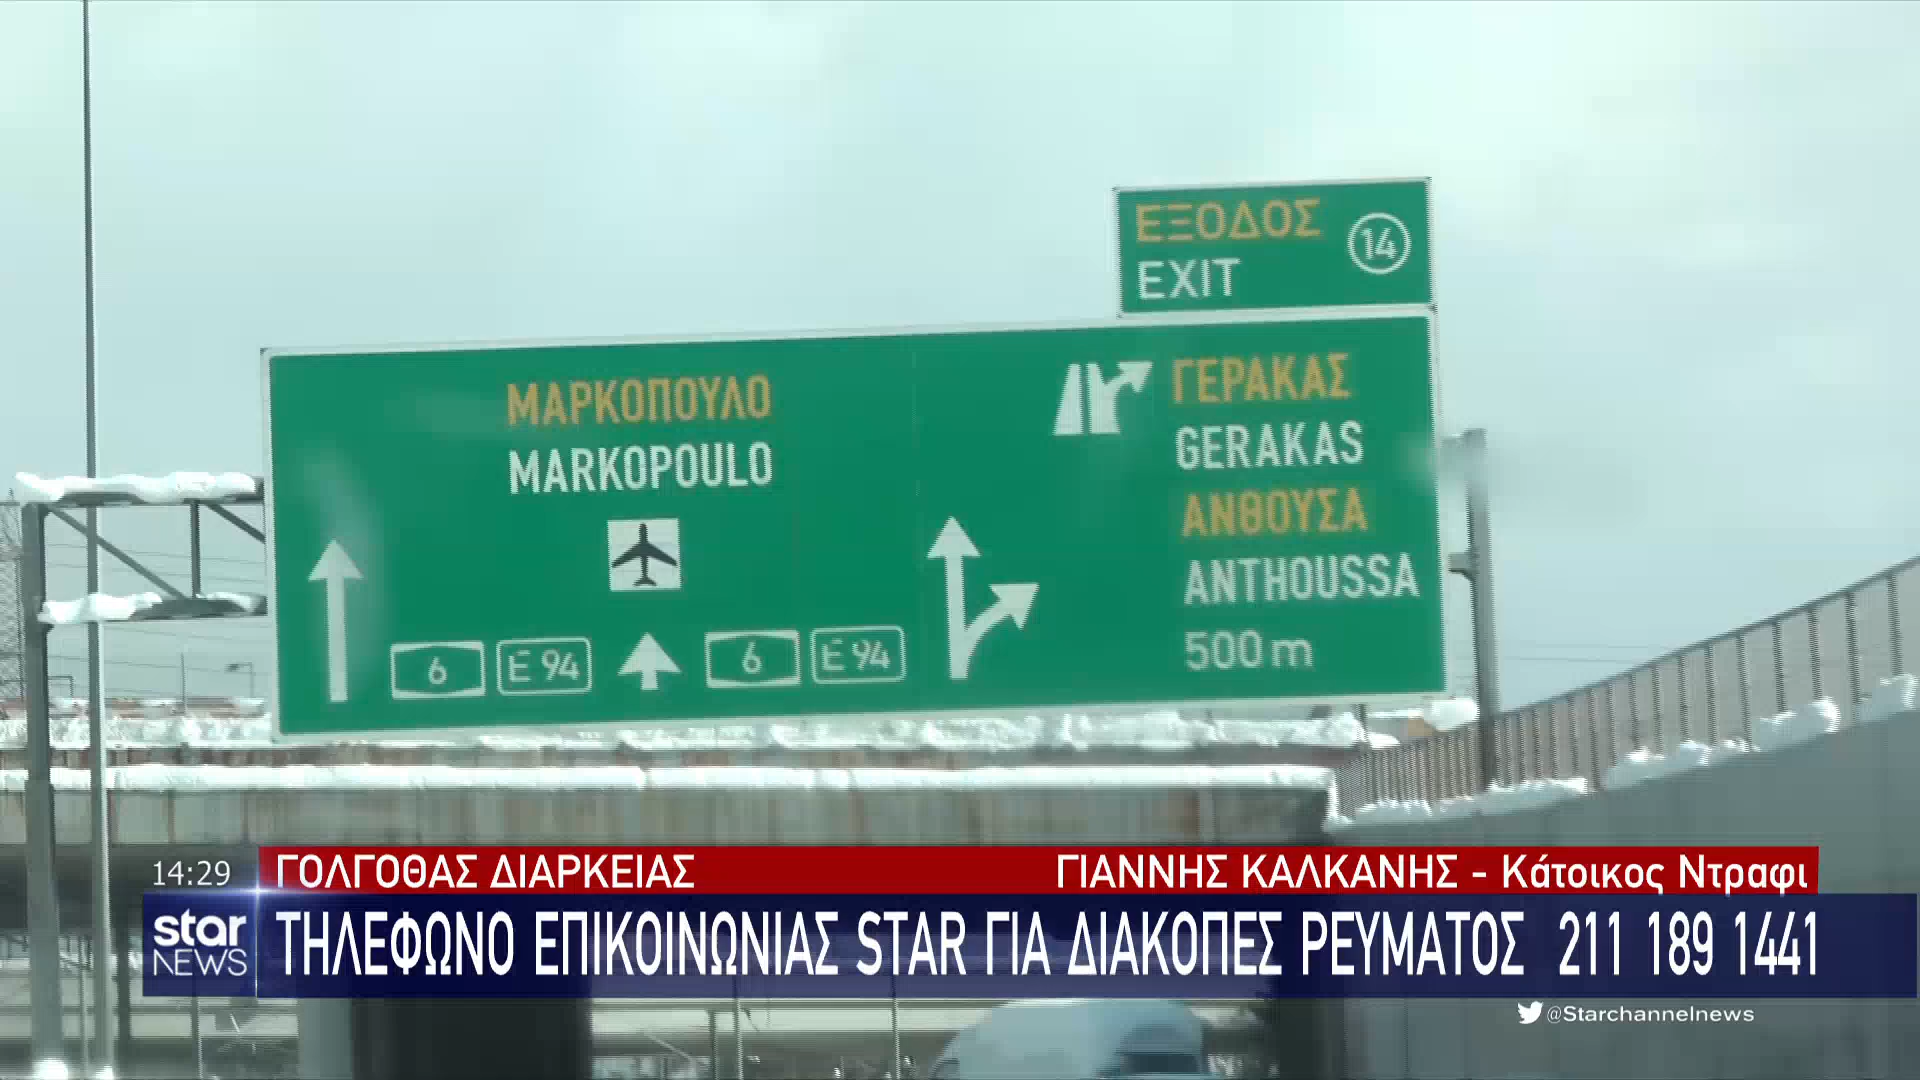 ΕΞΟΔΟΣ 14
EXIT
ΜΑΡΚΟΠΟΥΛΟ
MARKOPOULO
6 E 94 6 E 94
ΓΕΡΑΚΑΣ
GERAKAS
ΑΝΘΟΥΣΑ
ANTHOUSSA
500 m
14:29 ΓΟΛΓΟΘΑΣ ΔΙΑΡΚΕΙΑΣ ΓΙΑΝΝΗΣ ΚΑΛΚΑΝΗΣ - Κάτοικος Ντραφι
star NEWS
ΤΗΛΕΦΩΝΟ ΕΠΙΚΟΙΝΩΝΙΑΣ STAR ΓΙΑ ΔΙΑΚΟΠΕΣ ΡΕΥΜΑΤΟΣ 211 189 1441
@Starchannelnews